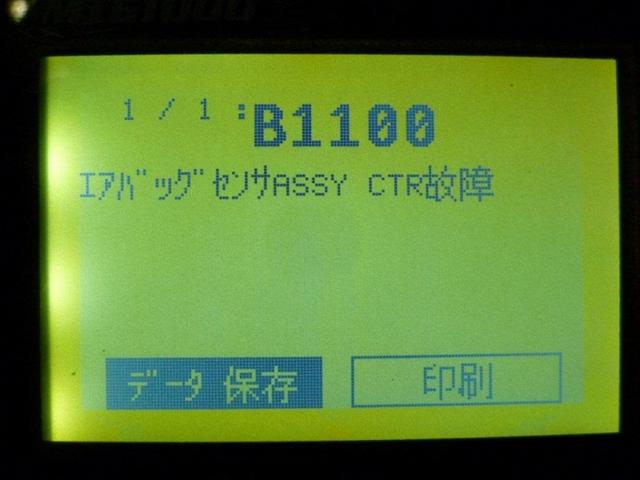 1 / 1 :B1100
ｴｱﾊﾞｯｸﾞｾﾝｻASSY CTR故障
ﾃﾞｰﾀ 保存
印刷